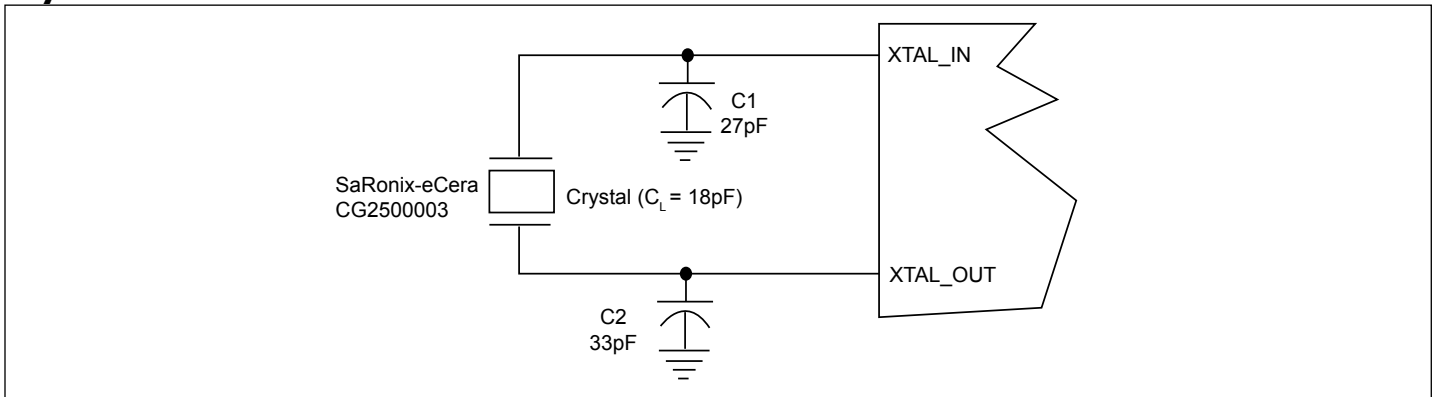 XTAL_IN
C1
27pF
SaRonix-eCera
CG2500003
Crystal (C_L = 18pF)
XTAL_OUT
C2
33pF